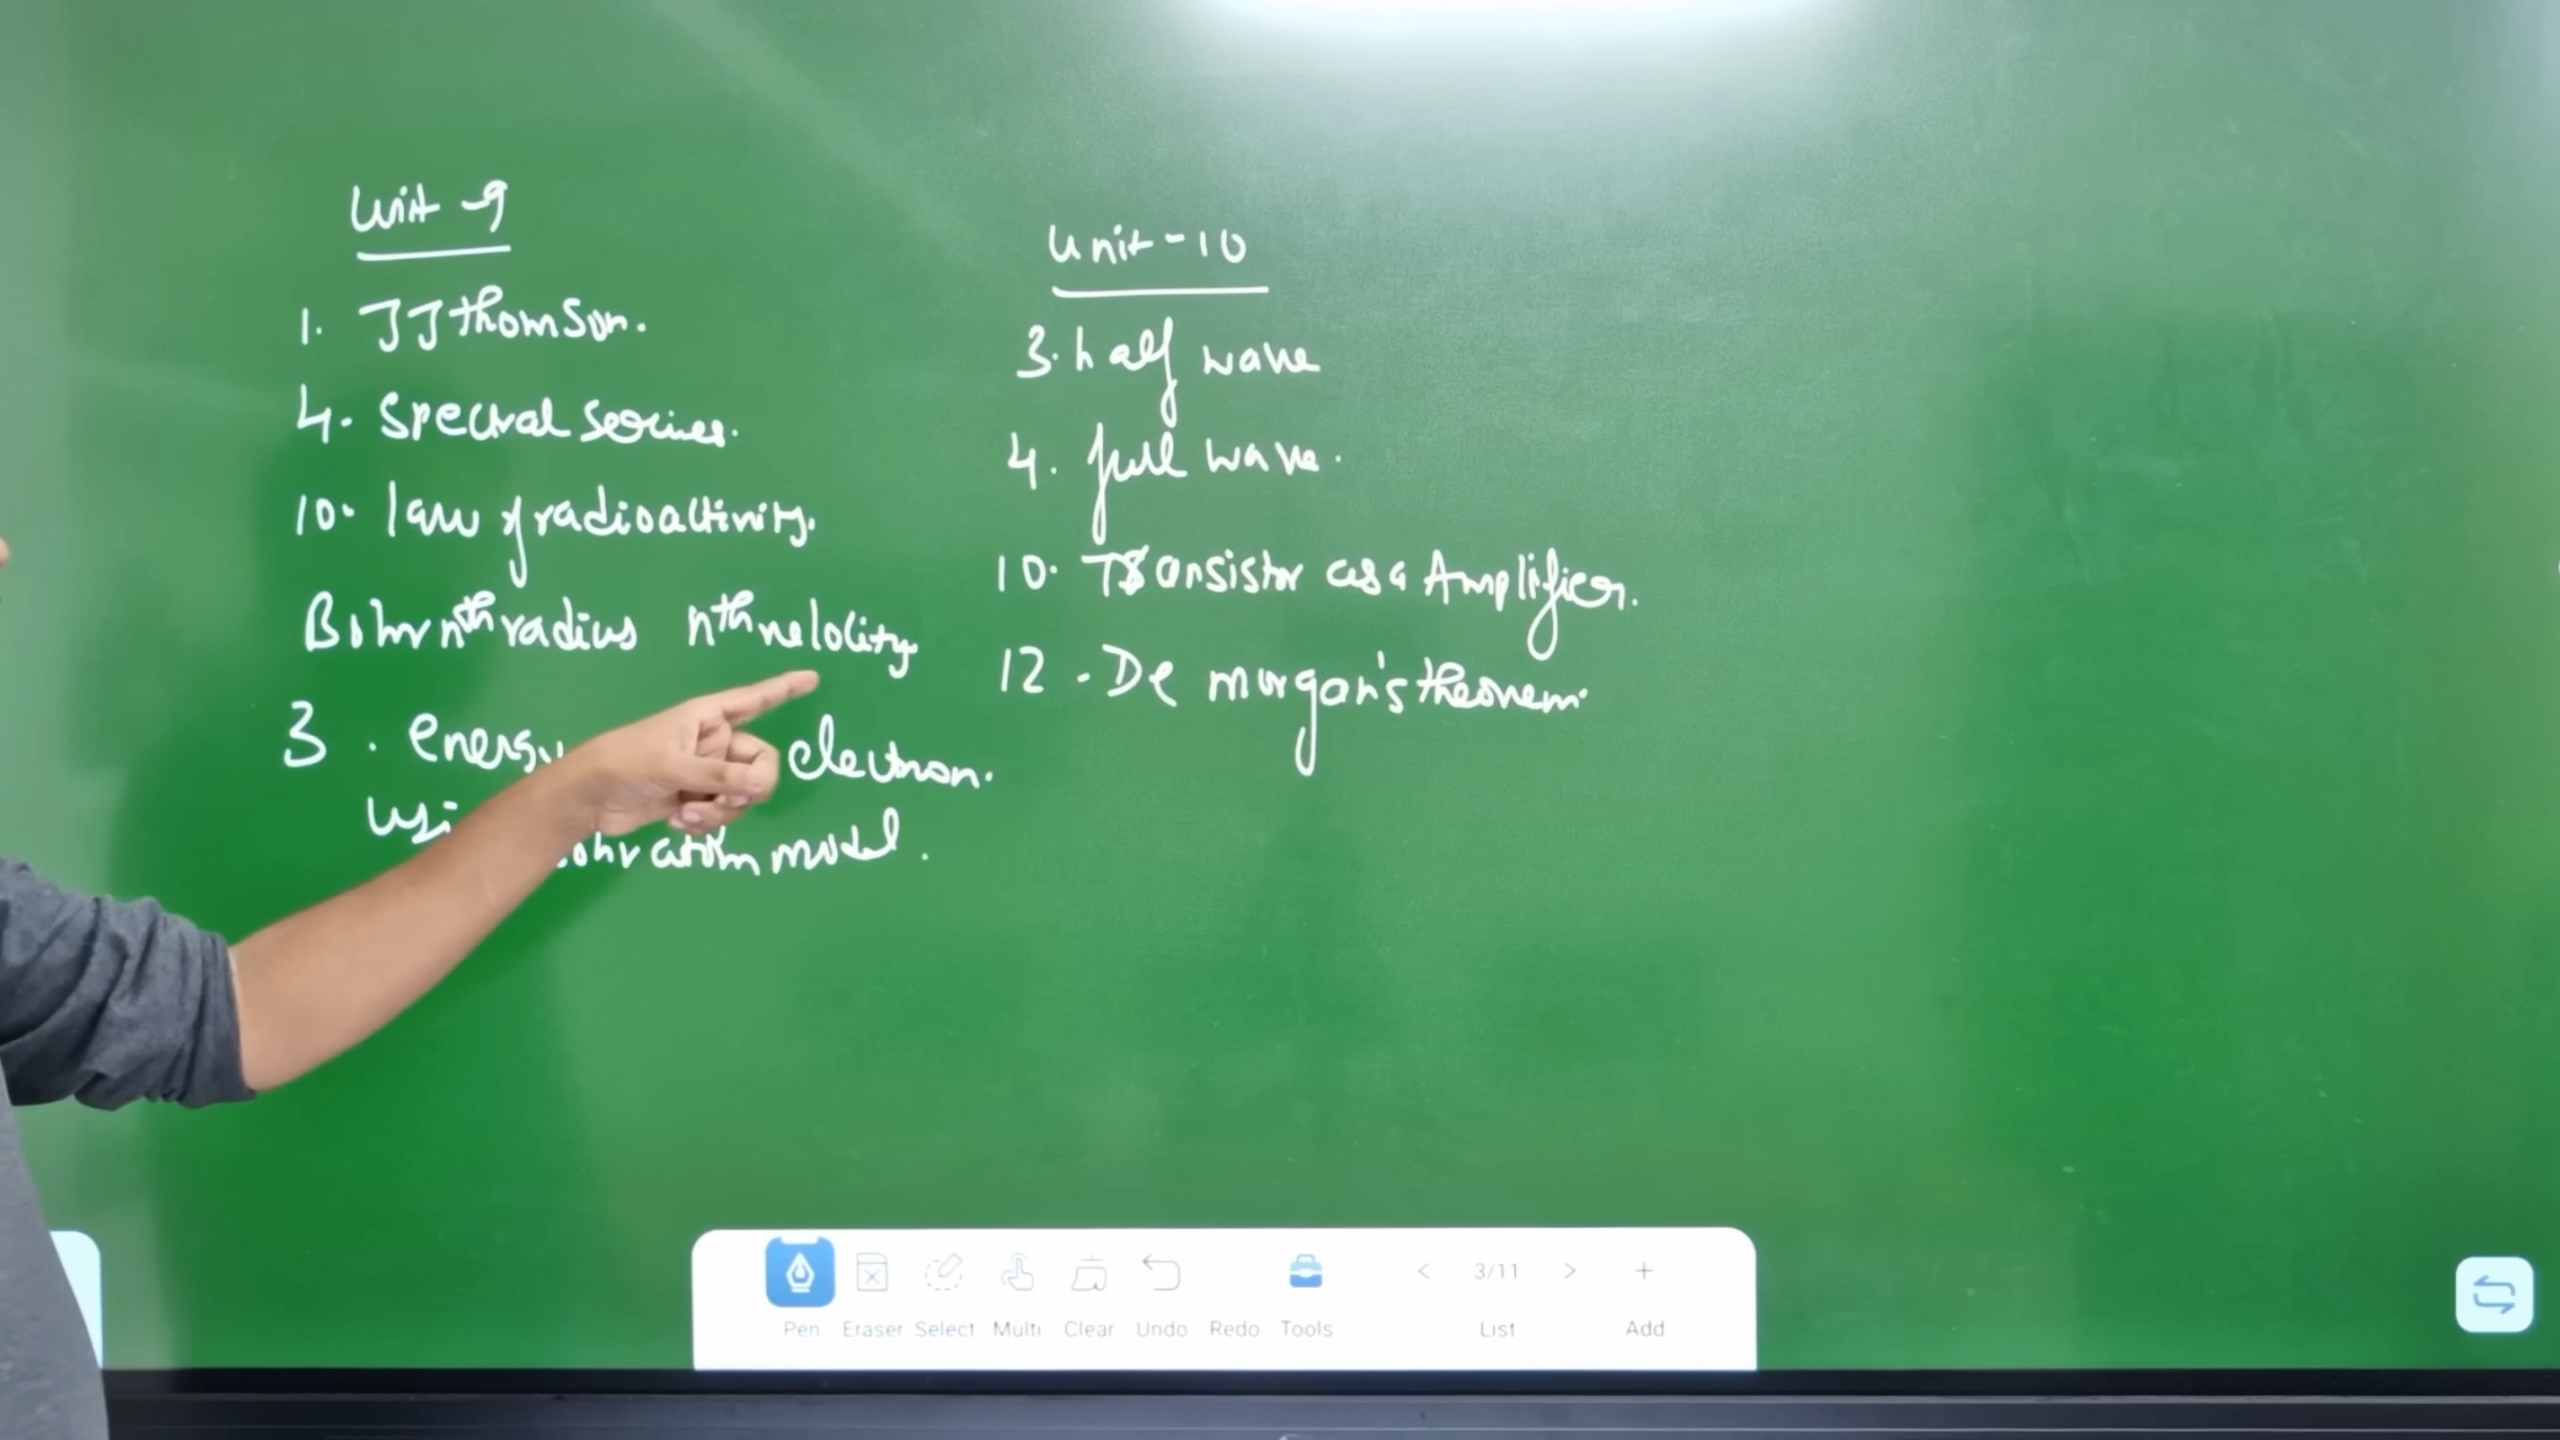 Unit - 9
1. JJ thomson.
4. Spectral series.
10. law of radioactivity.
Bohr nth radius nth velocity
3. energy electron.
atom model.
Unit - 10
3. half wave
4. full wave.
10. Transistor as a Amplifier.
12 - De morgan's theorem.
3/11
Pen Eraser Select Multi Clear Undo Redo Tools List Add